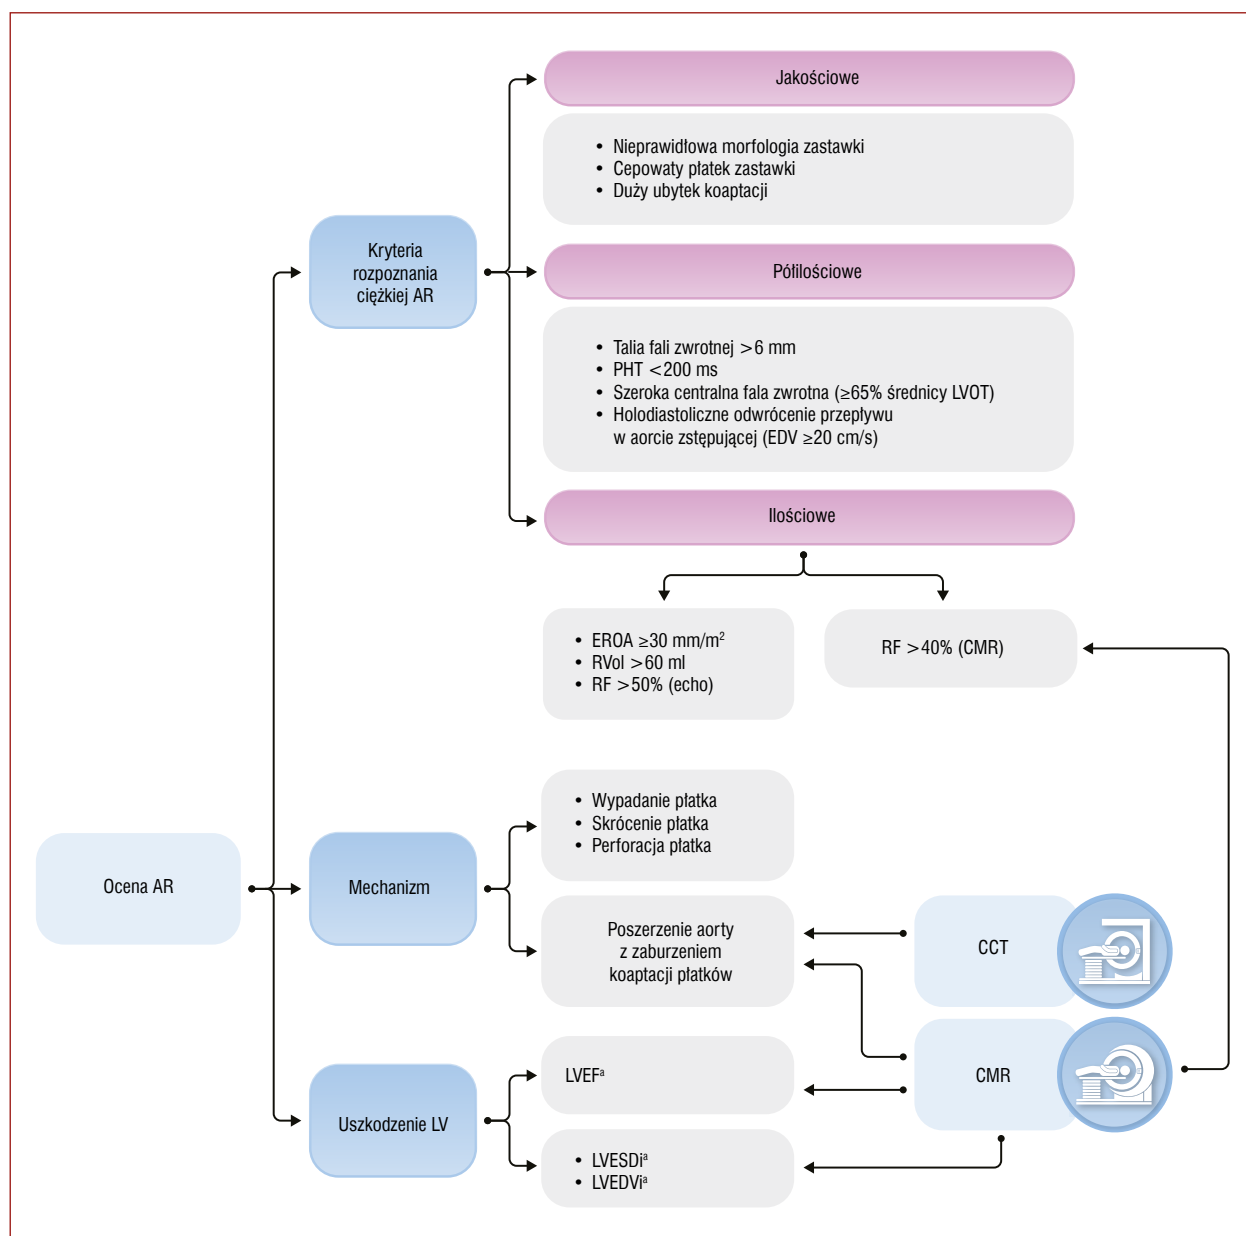 Jakościowe
• Nieprawidłowa morfologia zastawki
• Cepowaty płatek zastawki
• Duży ubytek koaptacji
Kryteria
rozpoznania
ciężkiej AR
Półilościowe
• Talia fali zwrotnej >6 mm
• PHT <200 ms
• Szeroka centralna fala zwrotna (≥65% średnicy LVOT)
• Holodiastoliczne odwrócenie przepływu
w aorcie zstępującej (EDV ≥20 cm/s)
Ilościowe
• EROA ≥30 mm/m²
• RVol >60 ml
• RF >50% (echo)
RF >40% (CMR)
Ocena AR
Mechanizm
• Wypadanie płatka
• Skrócenie płatka
• Perforacja płatka
Poszerzenie aorty
z zaburzeniem
koaptacji płatków
CCT
CMR
Uszkodzenie LV
LVEFᵃ
• LVESDiᵃ
• LVEDViᵃ